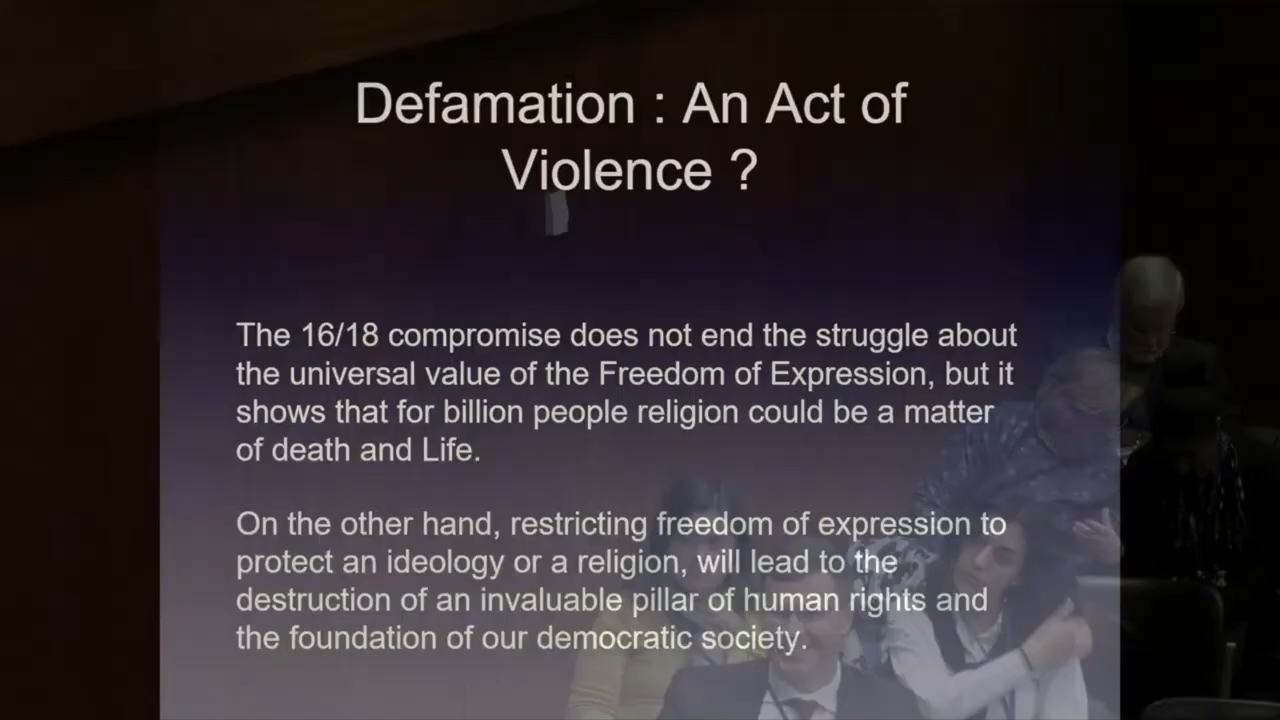 Defamation : An Act of
Violence ?
The 16/18 compromise does not end the struggle about
the universal value of the Freedom of Expression, but it
shows that for billion people religion could be a matter
of death and Life.
On the other hand, restricting freedom of expression to
protect an ideology or a religion, will lead to the
destruction of an invaluable pillar of human rights and
the foundation of our democratic society.